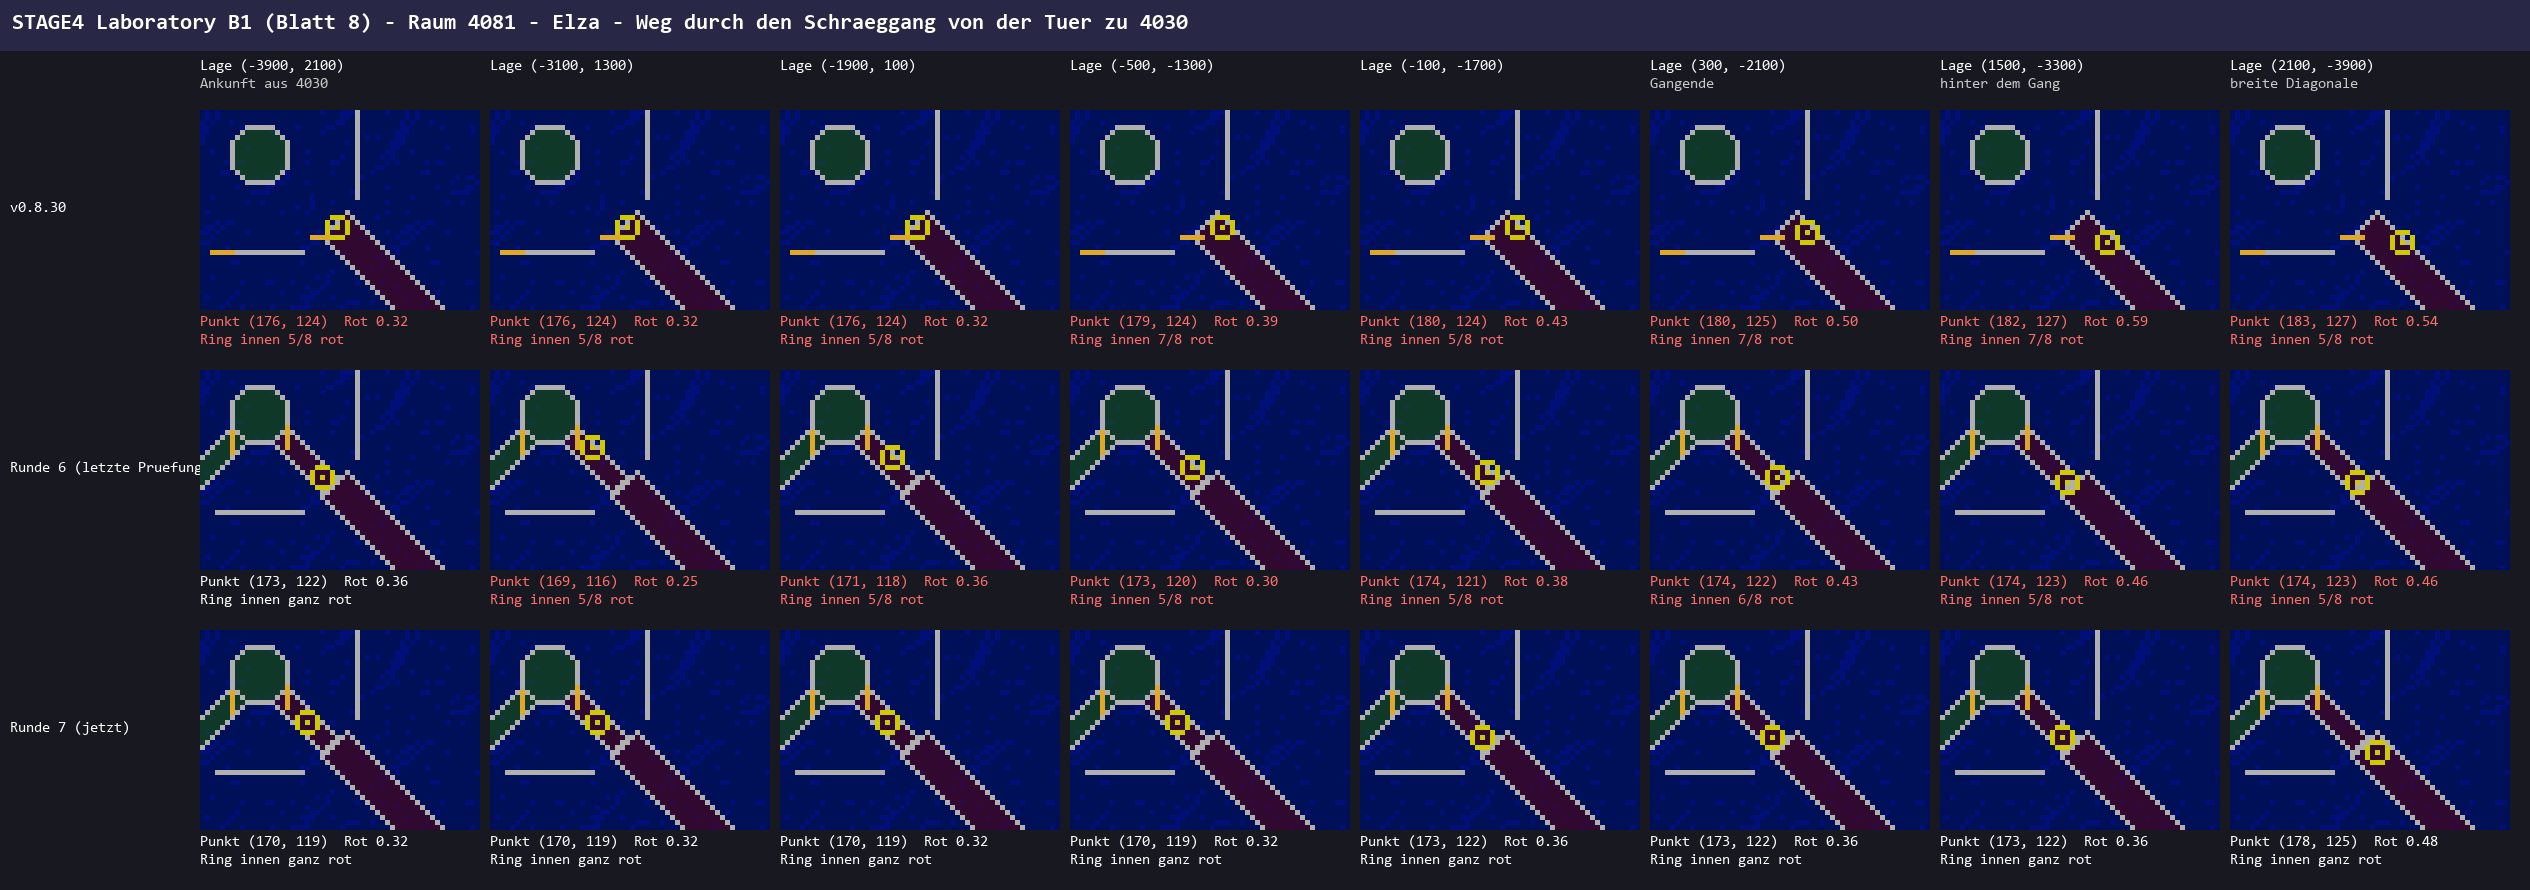 STAGE4 Laboratory B1 (Blatt 8) - Raum 4081 - Elza - Weg durch den Schraeggang von der Tuer zu 4030
Lage (-3900, 2100)
Ankunft aus 4030
Lage (-3100, 1300)
Lage (-1900, 100)
Lage (-500, -1300)
Lage (-100, -1700)
Lage (300, -2100)
Gangende
Lage (1500, -3300)
hinter dem Gang
Lage (2100, -3900)
breite Diagonale
v0.8.30
Punkt (176, 124)  Rot 0.32
Ring innen 5/8 rot
Punkt (176, 124)  Rot 0.32
Ring innen 5/8 rot
Punkt (176, 124)  Rot 0.32
Ring innen 5/8 rot
Punkt (179, 124)  Rot 0.39
Ring innen 7/8 rot
Punkt (180, 124)  Rot 0.43
Ring innen 5/8 rot
Punkt (180, 125)  Rot 0.50
Ring innen 7/8 rot
Punkt (182, 127)  Rot 0.59
Ring innen 7/8 rot
Punkt (183, 127)  Rot 0.54
Ring innen 5/8 rot
Runde 6 (letzte Pruefung
Punkt (173, 122)  Rot 0.36
Ring innen ganz rot
Punkt (169, 116)  Rot 0.25
Ring innen 5/8 rot
Punkt (171, 118)  Rot 0.36
Ring innen 5/8 rot
Punkt (173, 120)  Rot 0.30
Ring innen 5/8 rot
Punkt (174, 121)  Rot 0.38
Ring innen 5/8 rot
Punkt (174, 122)  Rot 0.43
Ring innen 6/8 rot
Punkt (174, 123)  Rot 0.46
Ring innen 5/8 rot
Punkt (174, 123)  Rot 0.46
Ring innen 5/8 rot
Runde 7 (jetzt)
Punkt (170, 119)  Rot 0.32
Ring innen ganz rot
Punkt (170, 119)  Rot 0.32
Ring innen ganz rot
Punkt (170, 119)  Rot 0.32
Ring innen ganz rot
Punkt (170, 119)  Rot 0.32
Ring innen ganz rot
Punkt (173, 122)  Rot 0.36
Ring innen ganz rot
Punkt (173, 122)  Rot 0.36
Ring innen ganz rot
Punkt (173, 122)  Rot 0.36
Ring innen ganz rot
Punkt (178, 125)  Rot 0.48
Ring innen ganz rot